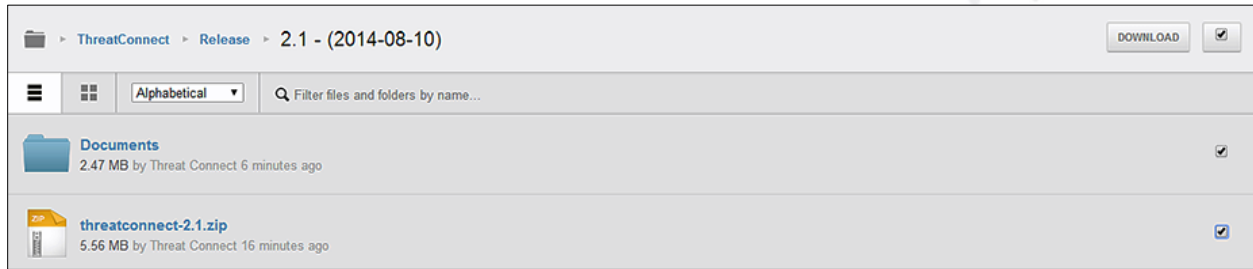 ThreatConnect ▸ Release ▸ 2.1 - (2014-08-10)
DOWNLOAD
Alphabetical
Filter files and folders by name...
Documents
2.47 MB by Threat Connect 6 minutes ago
ZIP
threatconnect-2.1.zip
5.56 MB by Threat Connect 16 minutes ago